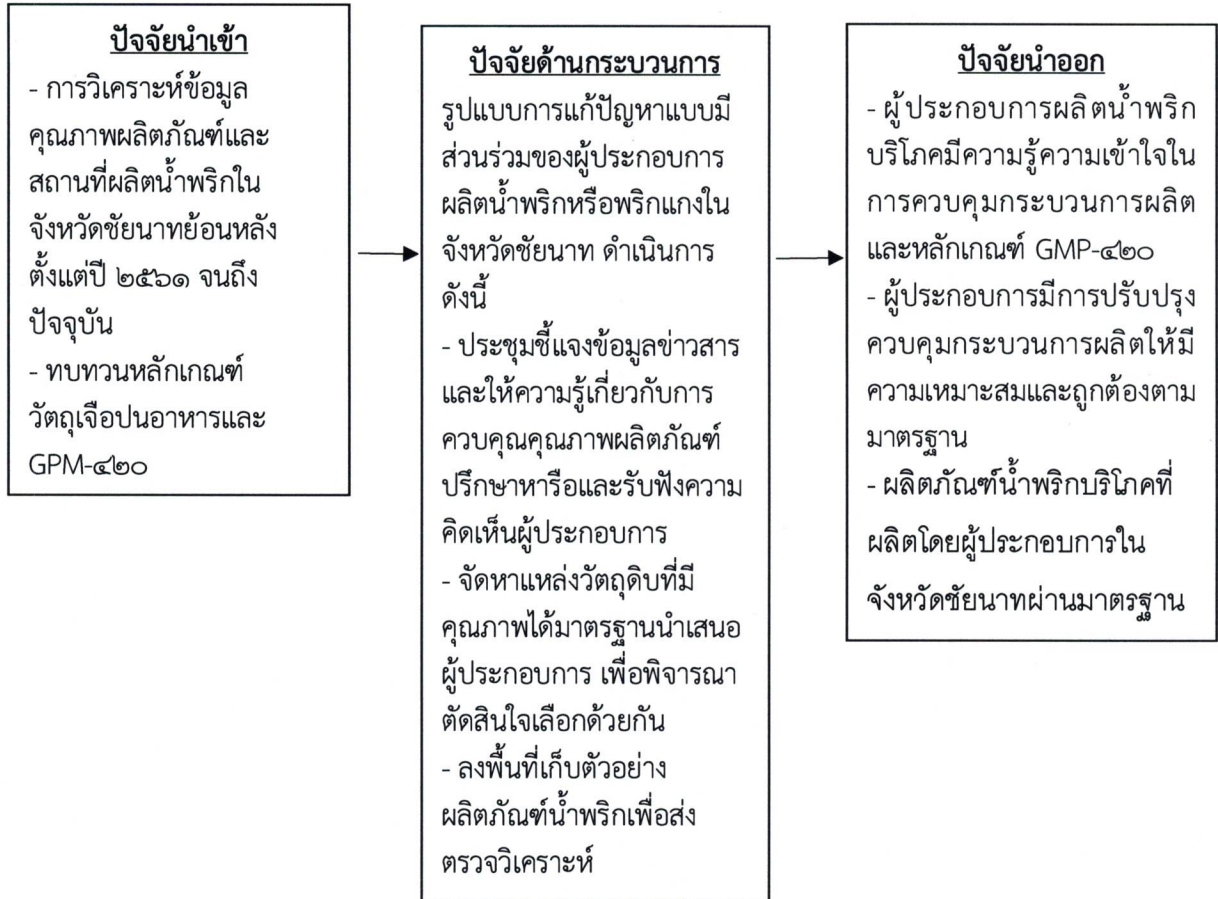 ปัจจัยนำเข้า
- การวิเคราะห์ข้อมูล
คุณภาพผลิตภัณฑ์และ
สถานที่ผลิตน้ำพริกใน
จังหวัดชัยนาทย้อนหลัง
ตั้งแต่ปี ๒๕๖๑ จนถึง
ปัจจุบัน
- ทบทวนหลักเกณฑ์
วัตถุเจือปนอาหารและ
GPM-๔๒๐
ปัจจัยด้านกระบวนการ
รูปแบบการแก้ปัญหาแบบมี
ส่วนร่วมของผู้ประกอบการ
ผลิตน้ำพริกหรือพริกแกงใน
จังหวัดชัยนาท ดำเนินการ
ดังนี้
- ประชุมชี้แจงข้อมูลข่าวสาร
และให้ความรู้เกี่ยวกับการ
ควบคุณคุณภาพผลิตภัณฑ์
ปรึกษาหารือและรับฟังความ
คิดเห็นผู้ประกอบการ
- จัดหาแหล่งวัตถุดิบที่มี
คุณภาพได้มาตรฐานนำเสนอ
ผู้ประกอบการ เพื่อพิจารณา
ตัดสินใจเลือกด้วยกัน
- ลงพื้นที่เก็บตัวอย่าง
ผลิตภัณฑ์น้ำพริกเพื่อส่ง
ตรวจวิเคราะห์
ปัจจัยนำออก
- ผู้ประกอบการผลิตน้ำพริก
บริโภคมีความรู้ความเข้าใจใน
การควบคุมกระบวนการผลิต
และหลักเกณฑ์ GMP-๔๒๐
- ผู้ประกอบการมีการปรับปรุง
ควบคุมกระบวนการผลิตให้มี
ความเหมาะสมและถูกต้องตาม
มาตรฐาน
- ผลิตภัณฑ์น้ำพริกบริโภคที่
ผลิตโดยผู้ประกอบการใน
จังหวัดชัยนาทผ่านมาตรฐาน